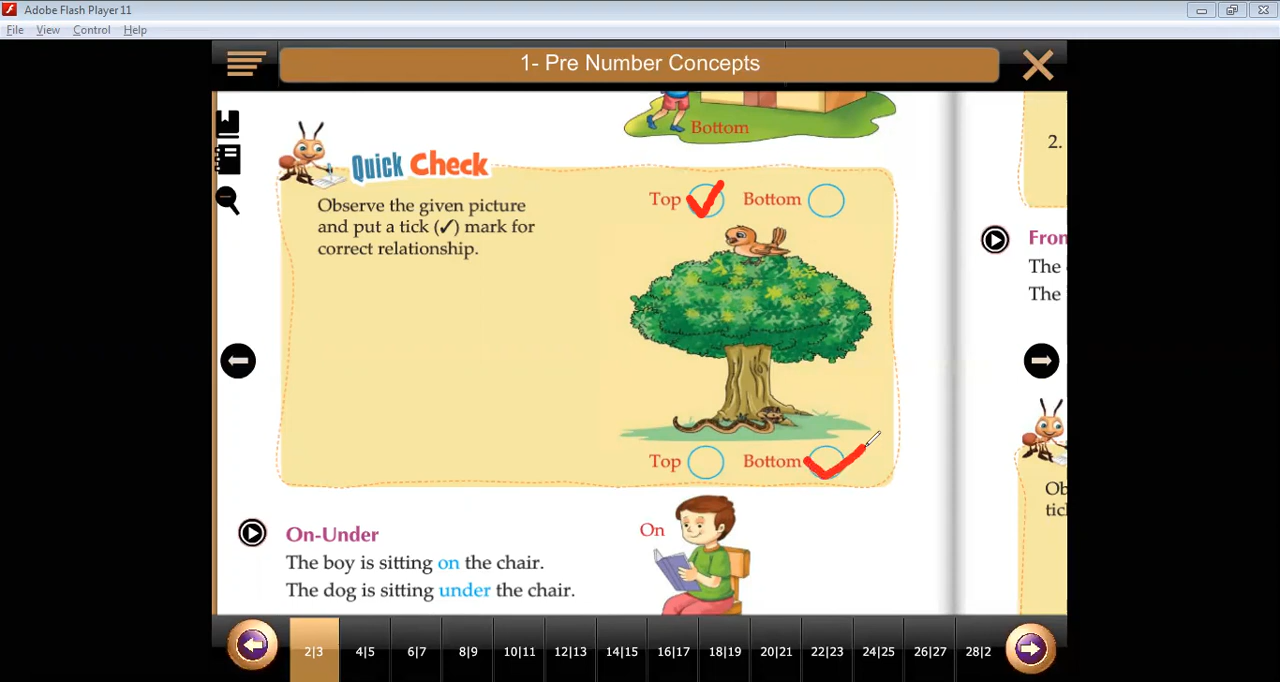 Adobe Flash Player 11
File View Control Help
1- Pre Number Concepts
Bottom
2.
Quick Check
Top Bottom
Observe the given picture
and put a tick (✓) mark for
correct relationship.
The
The
Top Bottom
On-Under
On
The boy is sitting on the chair.
The dog is sitting under the chair.
2|3 4|5 6|7 8|9 10|11 12|13 14|15 16|17 18|19 20|21 22|23 24|25 26|27 28|2